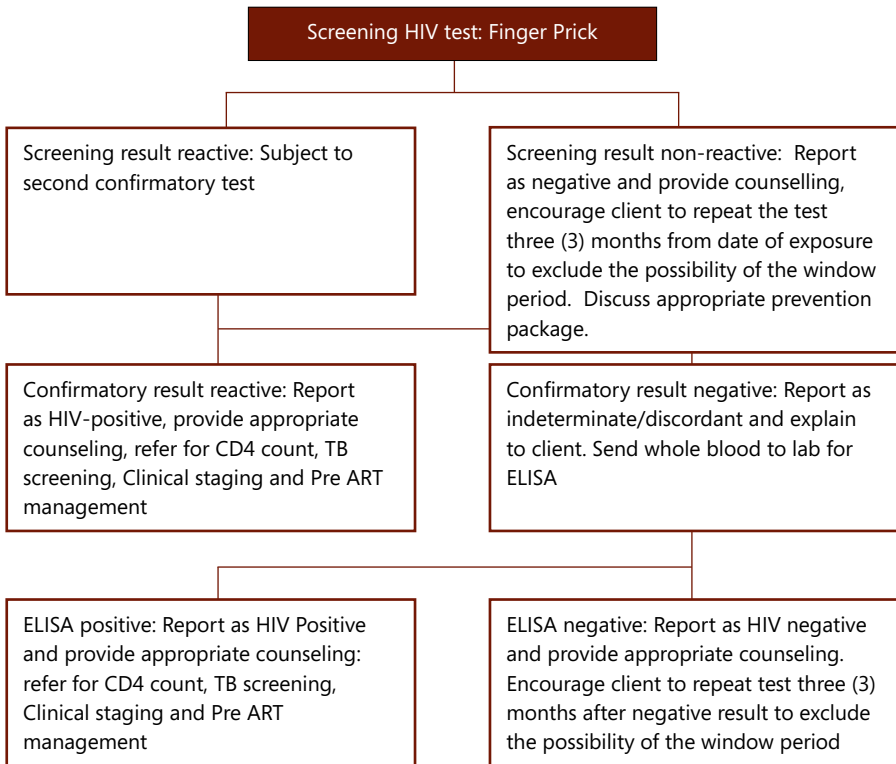 Screening HIV test: Finger Prick
Screening result reactive: Subject to
second confirmatory test
Screening result non-reactive:  Report
as negative and provide counselling,
encourage client to repeat the test
three (3) months from date of exposure
to exclude the possibility of the window
period.  Discuss appropriate prevention
package.
Confirmatory result reactive: Report
as HIV-positive, provide appropriate
counseling, refer for CD4 count, TB
screening, Clinical staging and Pre ART
management
Confirmatory result negative: Report as
indeterminate/discordant and explain
to client. Send whole blood to lab for
ELISA
ELISA positive: Report as HIV Positive
and provide appropriate counseling:
refer for CD4 count, TB screening,
Clinical staging and Pre ART
management
ELISA negative: Report as HIV negative
and provide appropriate counseling.
Encourage client to repeat test three (3)
months after negative result to exclude
the possibility of the window period